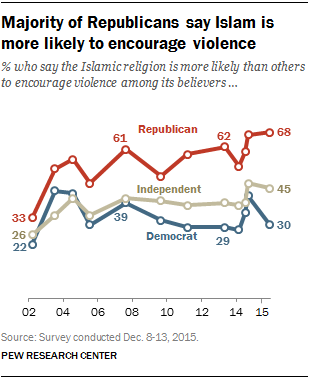 Majority of Republicans say Islam is
more likely to encourage violence
% who say the Islamic religion is more likely than others
to encourage violence among its believers ...
Republican
61
62
68
Independent
45
33
26
22
39
Democrat
29
30
02 04 06 08 10 12 14 15
Source: Survey conducted Dec. 8-13, 2015.
PEW RESEARCH CENTER